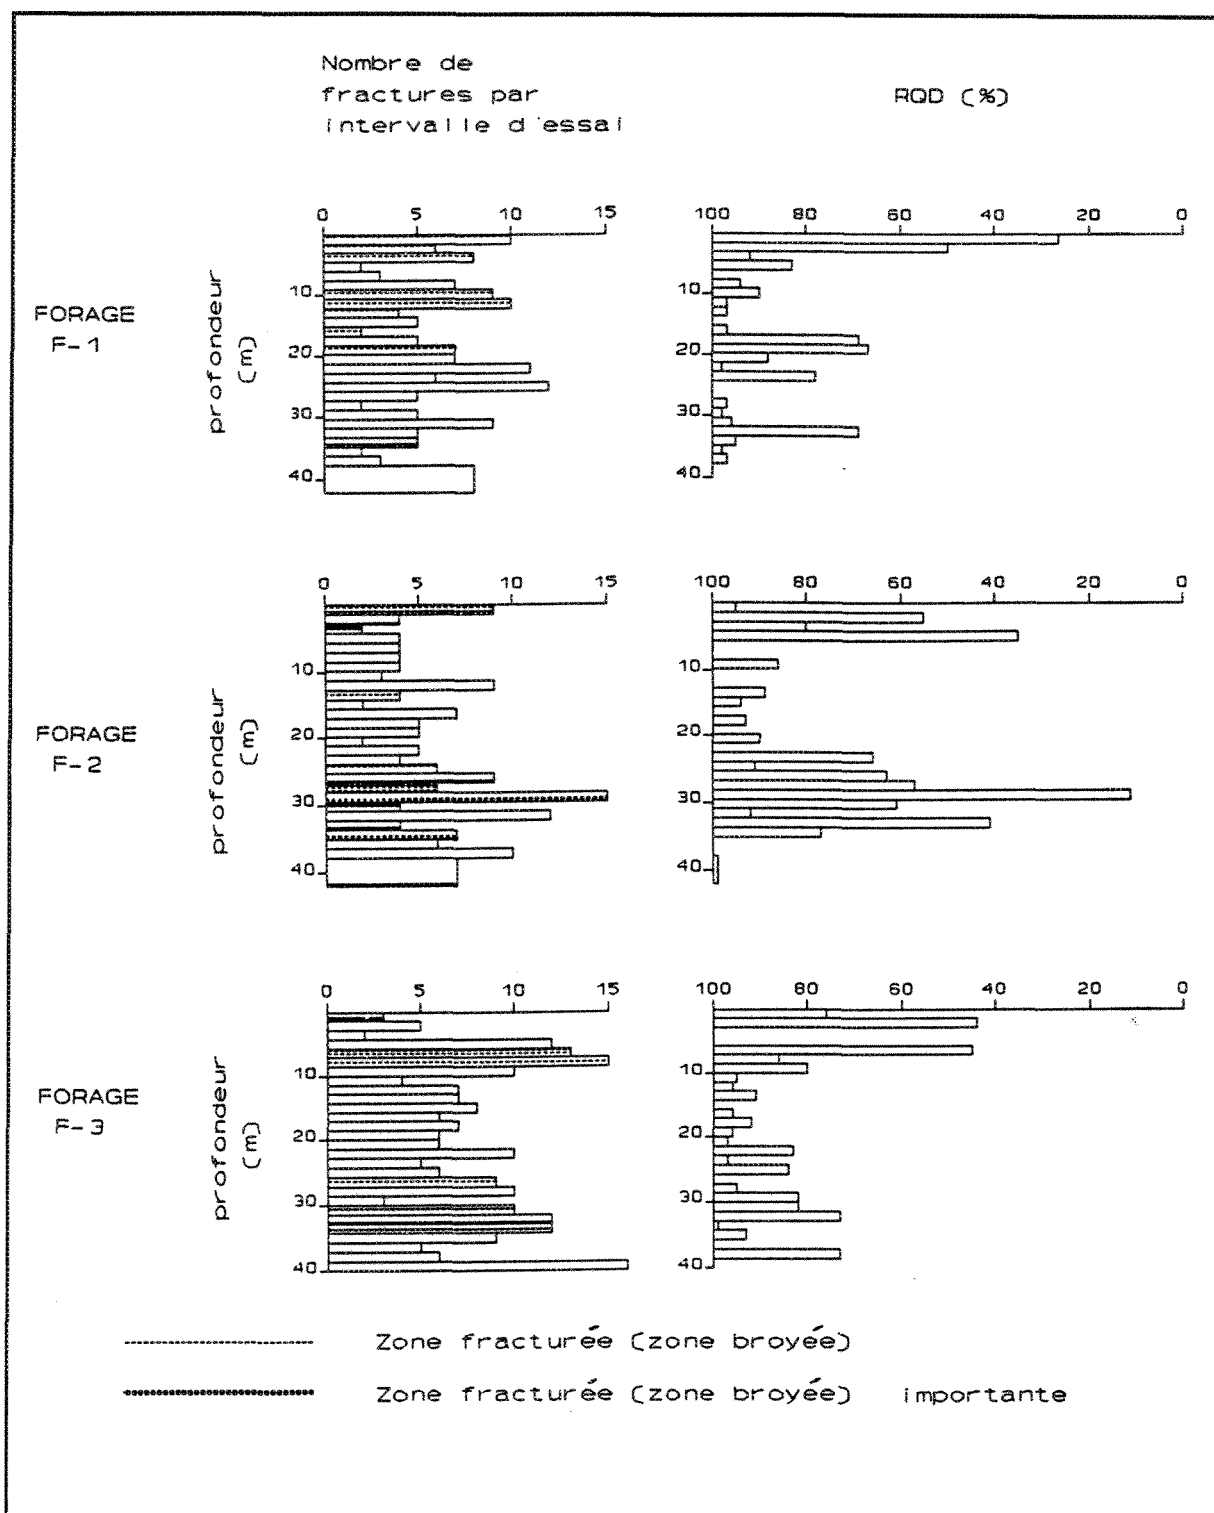 Nombre de
fractures par
intervalle d'essai
RQD (%)
0 5 10 15
100 80 60 40 20 0
FORAGE
F-1
profondeur
(m)
10
20
30
40
10
20
30
40
0 5 10 15
100 80 60 40 20 0
FORAGE
F-2
profondeur
(m)
10
20
30
40
10
20
30
40
0 5 10 15
100 80 60 40 20 0
FORAGE
F-3
profondeur
(m)
10
20
30
40
10
20
30
40
Zone fracturée (zone broyée)
Zone fracturée (zone broyée) importante